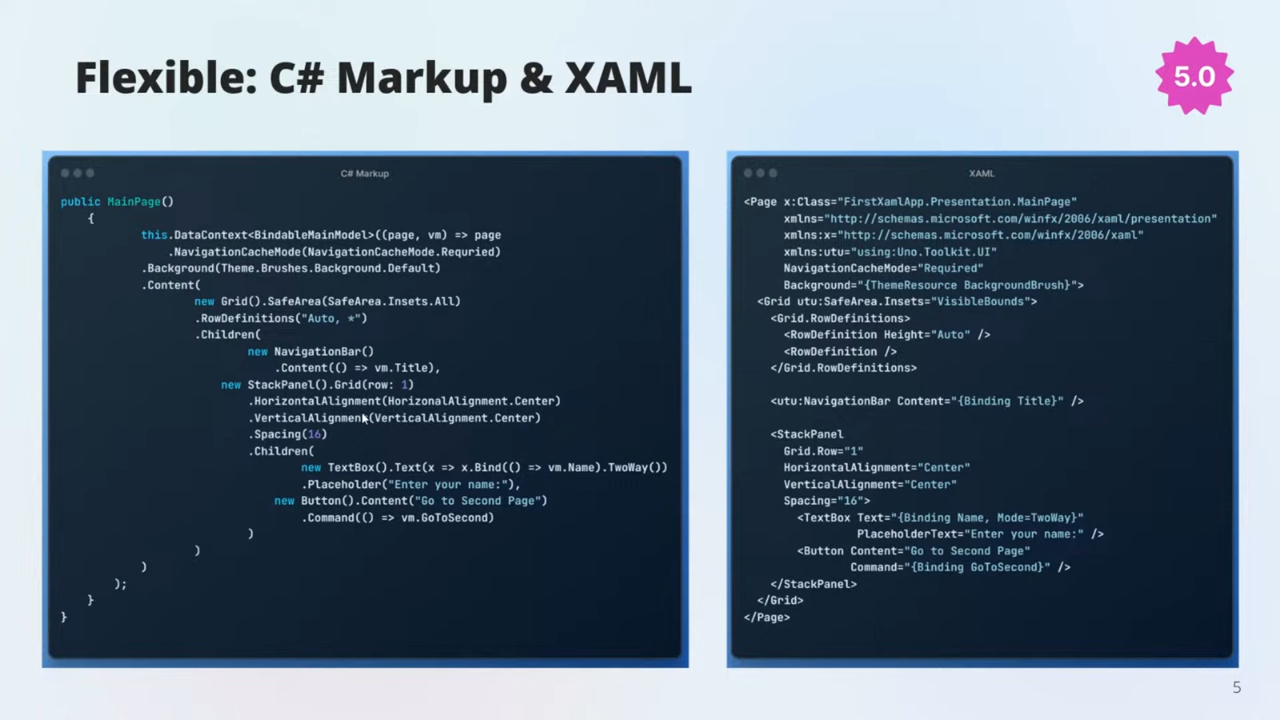 Flexible: C# Markup & XAML
5.0
C# Markup
public MainPage()
{
this.DataContext<BindableMainModel>((page, vm) => page
.NavigationCacheMode(NavigationCacheMode.Requried)
.Background(Theme.Brushes.Background.Default)
.Content(
new Grid().SafeArea(SafeArea.Insets.All)
.RowDefinitions("Auto, *")
.Children(
new NavigationBar()
.Content(() => vm.Title),
new StackPanel().Grid(row: 1)
.HorizontalAlignment(HorizonalAlignment.Center)
.VerticalAlignment(VerticalAlignment.Center)
.Spacing(16)
.Children(
new TextBox().Text(x => x.Bind(() => vm.Name).TwoWay())
.Placeholder("Enter your name:"),
new Button().Content("Go to Second Page")
.Command(() => vm.GoToSecond)
)
)
)
);
}
}
XAML
<Page x:Class="FirstXamlApp.Presentation.MainPage"
xmlns="http://schemas.microsoft.com/winfx/2006/xaml/presentation"
xmlns:x="http://schemas.microsoft.com/winfx/2006/xaml"
xmlns:utu="using:Uno.Toolkit.UI"
NavigationCacheMode="Required"
Background="{ThemeResource BackgroundBrush}">
<Grid utu:SafeArea.Insets="VisibleBounds">
<Grid.RowDefinitions>
<RowDefinition Height="Auto" />
<RowDefinition />
</Grid.RowDefinitions>
<utu:NavigationBar Content="{Binding Title}" />
<StackPanel
Grid.Row="1"
HorizontalAlignment="Center"
VerticalAlignment="Center"
Spacing="16">
<TextBox Text="{Binding Name, Mode=TwoWay}"
PlaceholderText="Enter your name:" />
<Button Content="Go to Second Page"
Command="{Binding GoToSecond}" />
</StackPanel>
</Grid>
</Page>
5